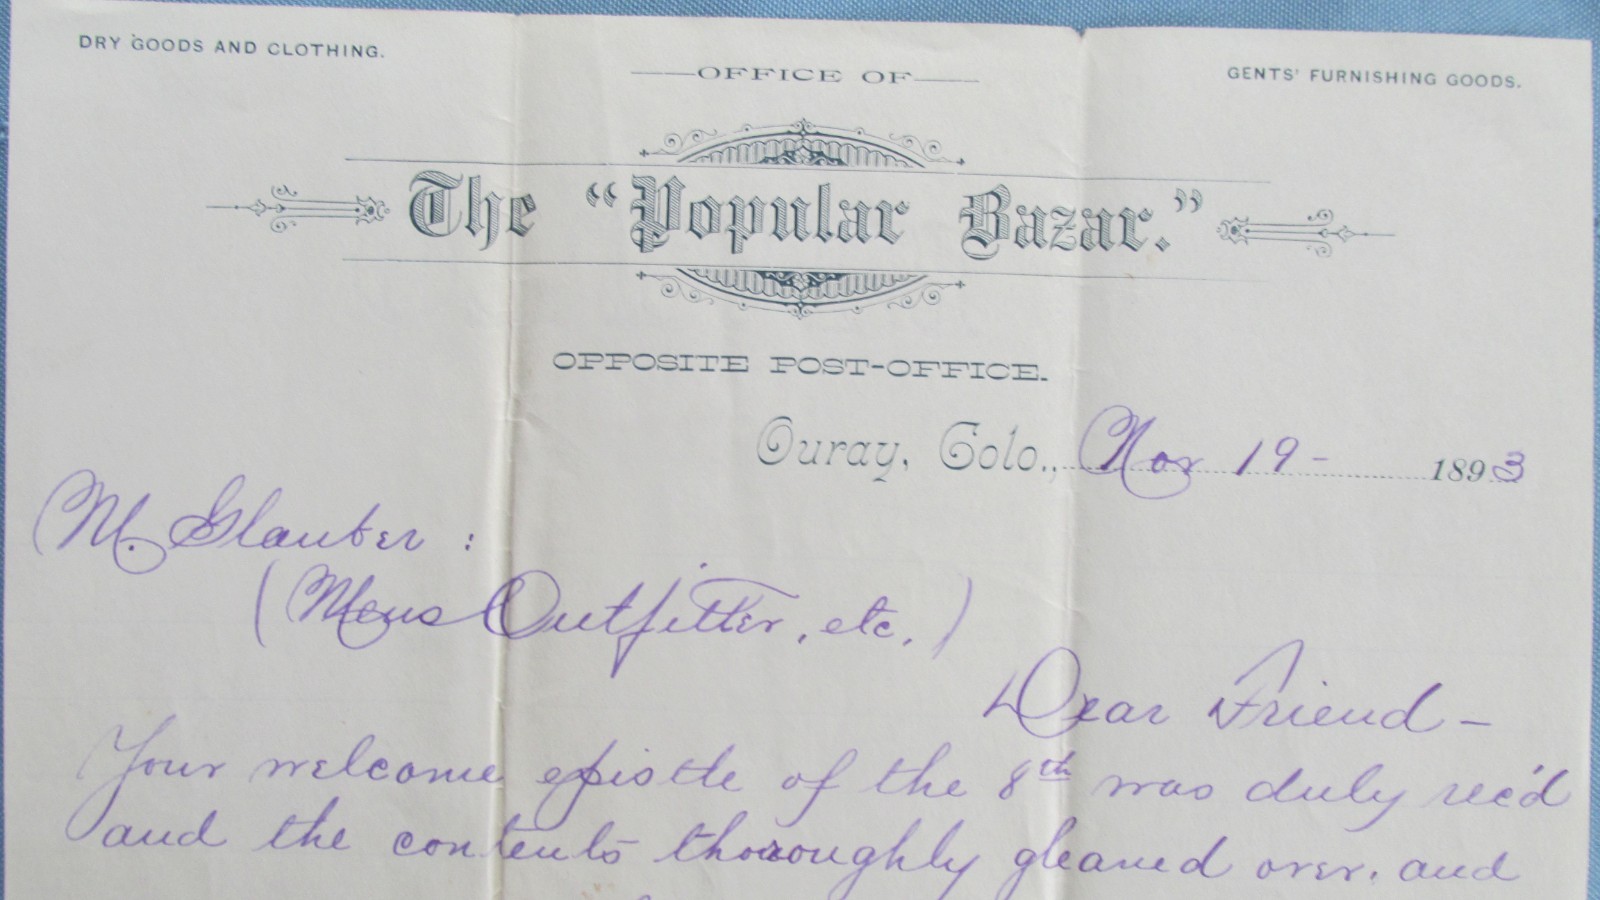 DRY GOODS AND CLOTHING.
OFFICE OF
GENTS' FURNISHING GOODS.
The "Popular Bazar."
OPPOSITE POST-OFFICE.
Ouray, Colo., Nov 19 - 1893
M. Glauber :
(Mens Outfitter, etc.)
Dear Friend -
Your welcome epistle of the 8th was duly rec'd
and the contents thoroughly gleaned over. and